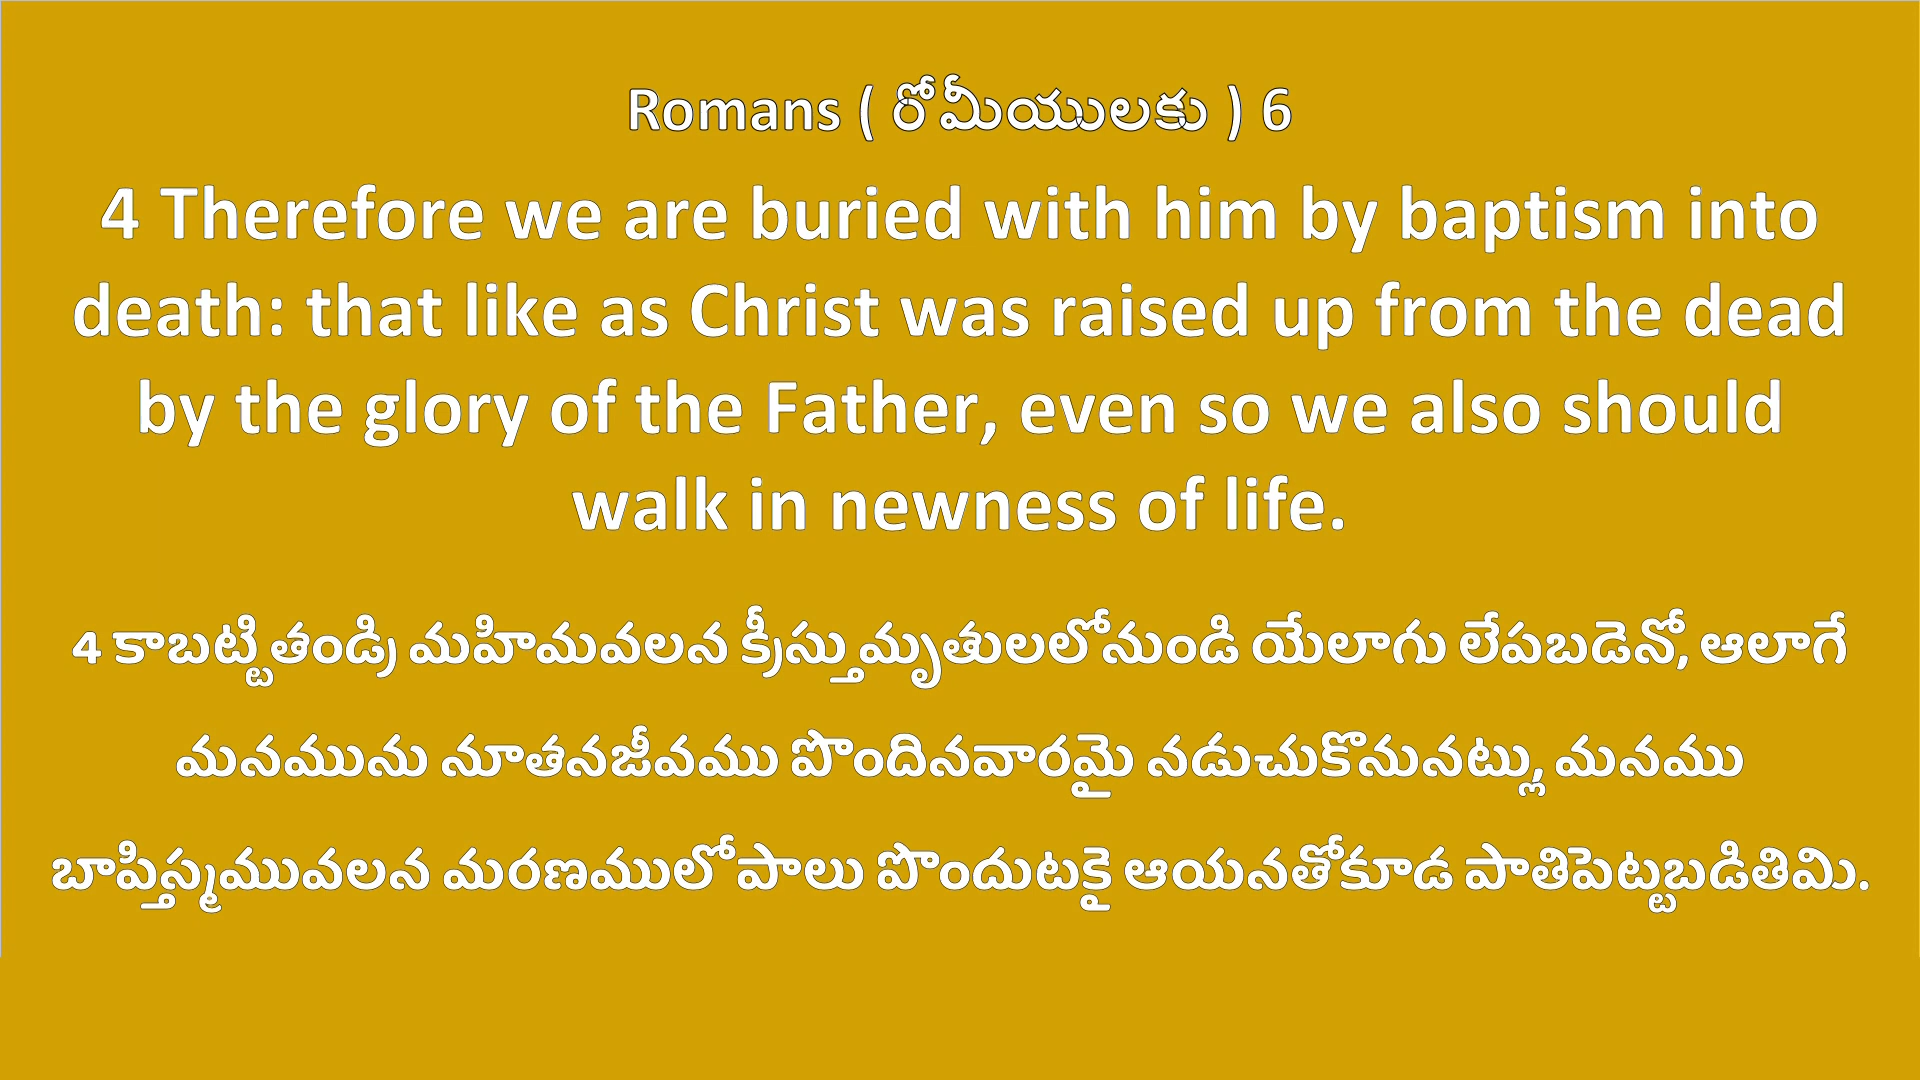 Romans ( రోమీయులకు ) 6
4 Therefore we are buried with him by baptism into
death: that like as Christ was raised up from the dead
by the glory of the Father, even so we also should
walk in newness of life.
4 కాబట్టితండ్రి మహిమవలన క్రీస్తుమృతులలోనుండి యేలాగు లేపబడెనో, ఆలాగే
మనమును నూతనజీవము పొందినవారమై నడుచుకొనునట్లు, మనము
బాప్తిస్మమువలన మరణములోపాలు పొందుటకై ఆయనతోకూడ పాతిపెట్టబడితిమి.